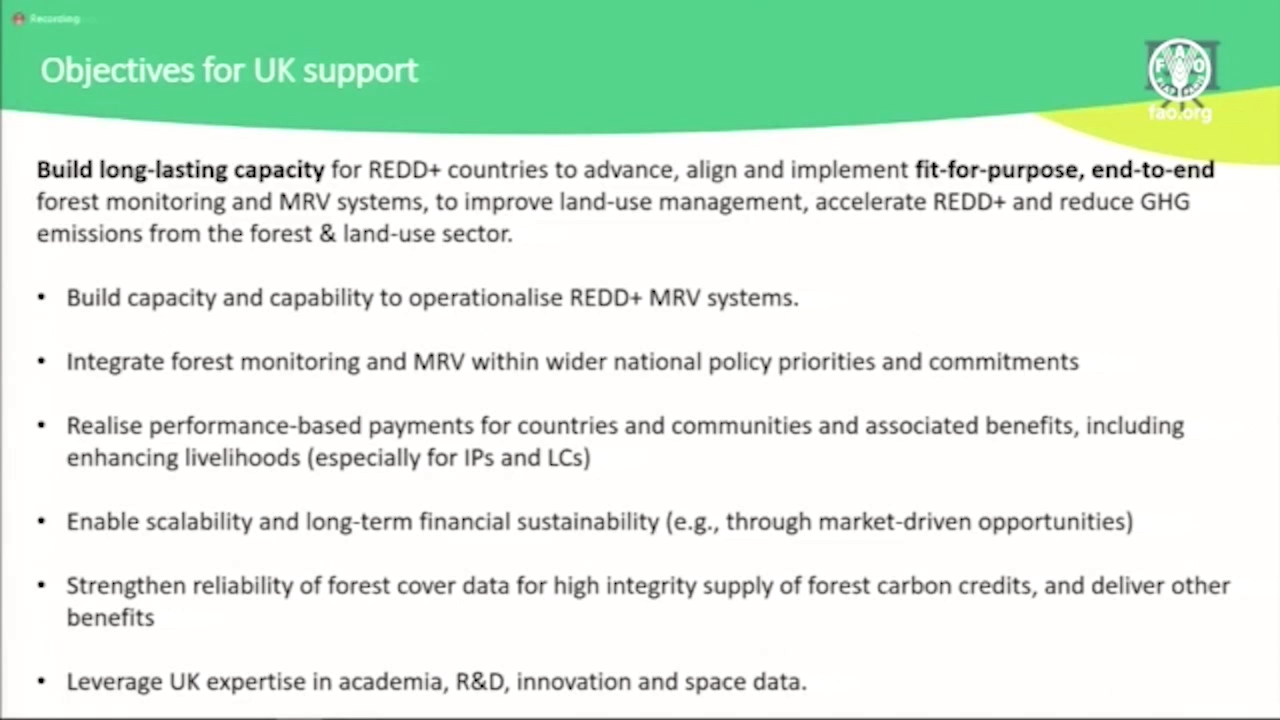 Recording
Objectives for UK support
FAO
FIAT PANIS
fao.org
Build long-lasting capacity for REDD+ countries to advance, align and implement fit-for-purpose, end-to-end
forest monitoring and MRV systems, to improve land-use management, accelerate REDD+ and reduce GHG
emissions from the forest & land-use sector.
• Build capacity and capability to operationalise REDD+ MRV systems.
• Integrate forest monitoring and MRV within wider national policy priorities and commitments
• Realise performance-based payments for countries and communities and associated benefits, including
enhancing livelihoods (especially for IPs and LCs)
• Enable scalability and long-term financial sustainability (e.g., through market-driven opportunities)
• Strengthen reliability of forest cover data for high integrity supply of forest carbon credits, and deliver other
benefits
• Leverage UK expertise in academia, R&D, innovation and space data.